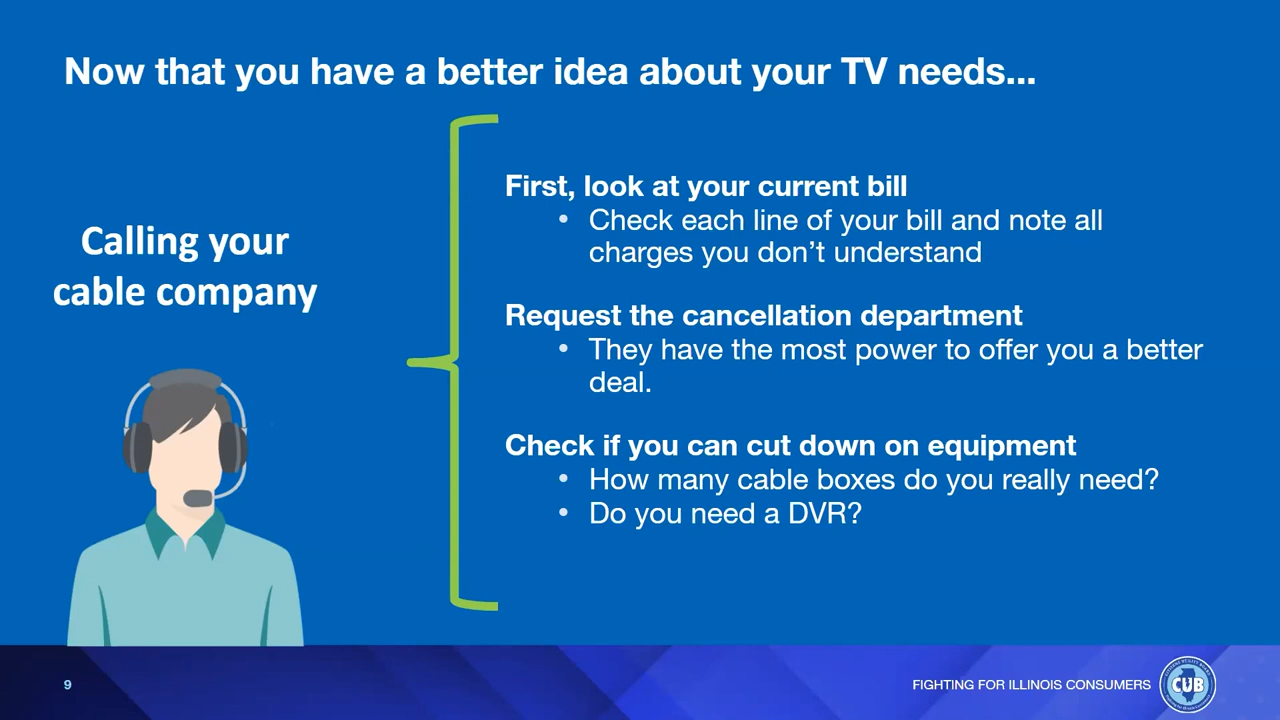 Now that you have a better idea about your TV needs...
Calling your
cable company
First, look at your current bill
• Check each line of your bill and note all
charges you don’t understand
Request the cancellation department
• They have the most power to offer you a better
deal.
Check if you can cut down on equipment
• How many cable boxes do you really need?
• Do you need a DVR?
9
FIGHTING FOR ILLINOIS CONSUMERS
CUB